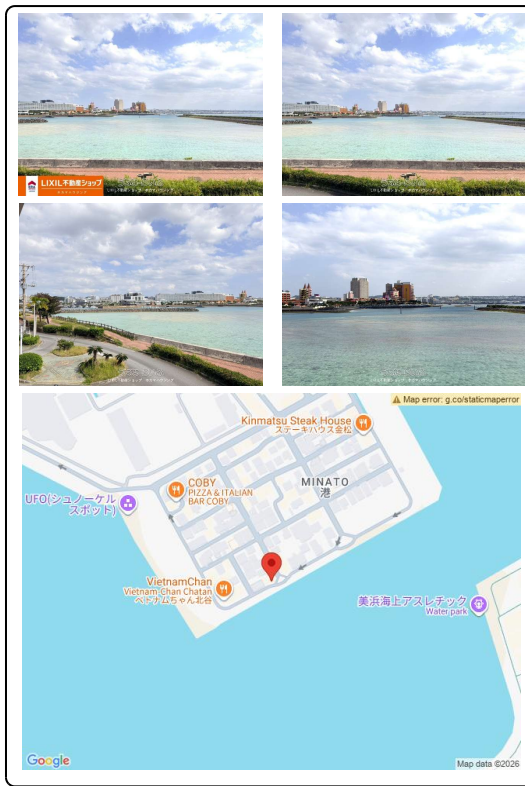 LIXIL不動産ショップ
Map error: g.co/staticmaperror
Kinmatsu Steak House
ステーキハウス金松
COBY
PIZZA & ITALIAN
BAR COBY
MINATO
港
UFO(シュノーケル
スポット)
VietnamChan
Vietnam-Chan Chatan
ベトナムちゃん北谷
美浜海上アスレチック
Water park
Google
Map data ©2026